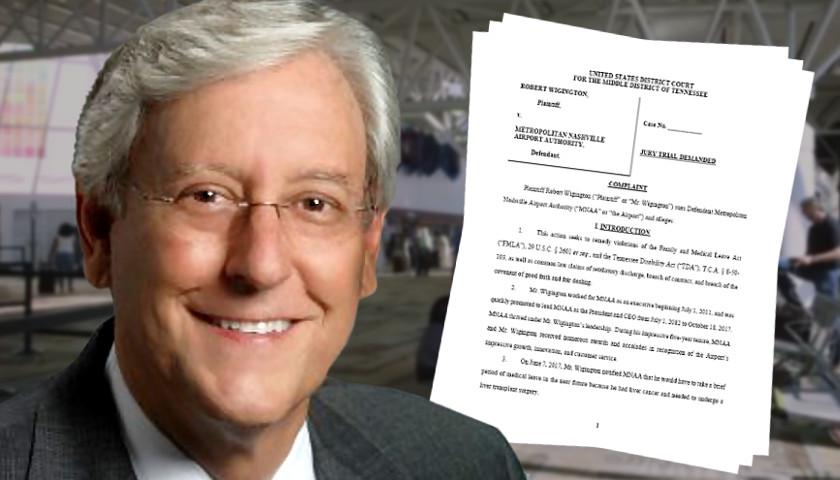 UNITED STATES DISTRICT COURT
FOR THE MIDDLE DISTRICT OF TENNESSEE
ROBERT WIGINGTON,
Plaintiff,
v.
METROPOLITAN NASHVILLE
AIRPORT AUTHORITY,
Defendant.
Case No. __________
JURY TRIAL DEMANDED
COMPLAINT
Plaintiff Robert Wigington ("Plaintiff" or "Mr. Wigington") sues Defendant Metropolitan
Nashville Airport Authority ("MNAA" or "the Airport") and alleges:
I. INTRODUCTION
1. This action seeks to remedy violations of the Family and Medical Leave Act
("FMLA"), 29 U.S.C. § 2601 et seq., and the Tennessee Disability Act ("TDA"), T.C.A. § 8-50-
103, as well as common law claims of retaliatory discharge, breach of contract, and breach of the
covenant of good faith and fair dealing.
2. Mr. Wigington worked for MNAA as an executive beginning July 1, 2011, and was
quickly promoted to lead MNAA as the President and CEO from July 1, 2012 to October 18, 2017.
MNAA thrived under Mr. Wigington's leadership. During his impressive five-year tenure, MNAA
and Mr. Wigington received numerous awards and accolades in recognition of the Airport's
impressive growth, innovation, and customer service.
3. On June 7, 2017, Mr. Wigington notified MNAA that he would have to take a brief
period of medical leave in the near future because he had liver cancer and needed to undergo a
liver transplant surgery.
1